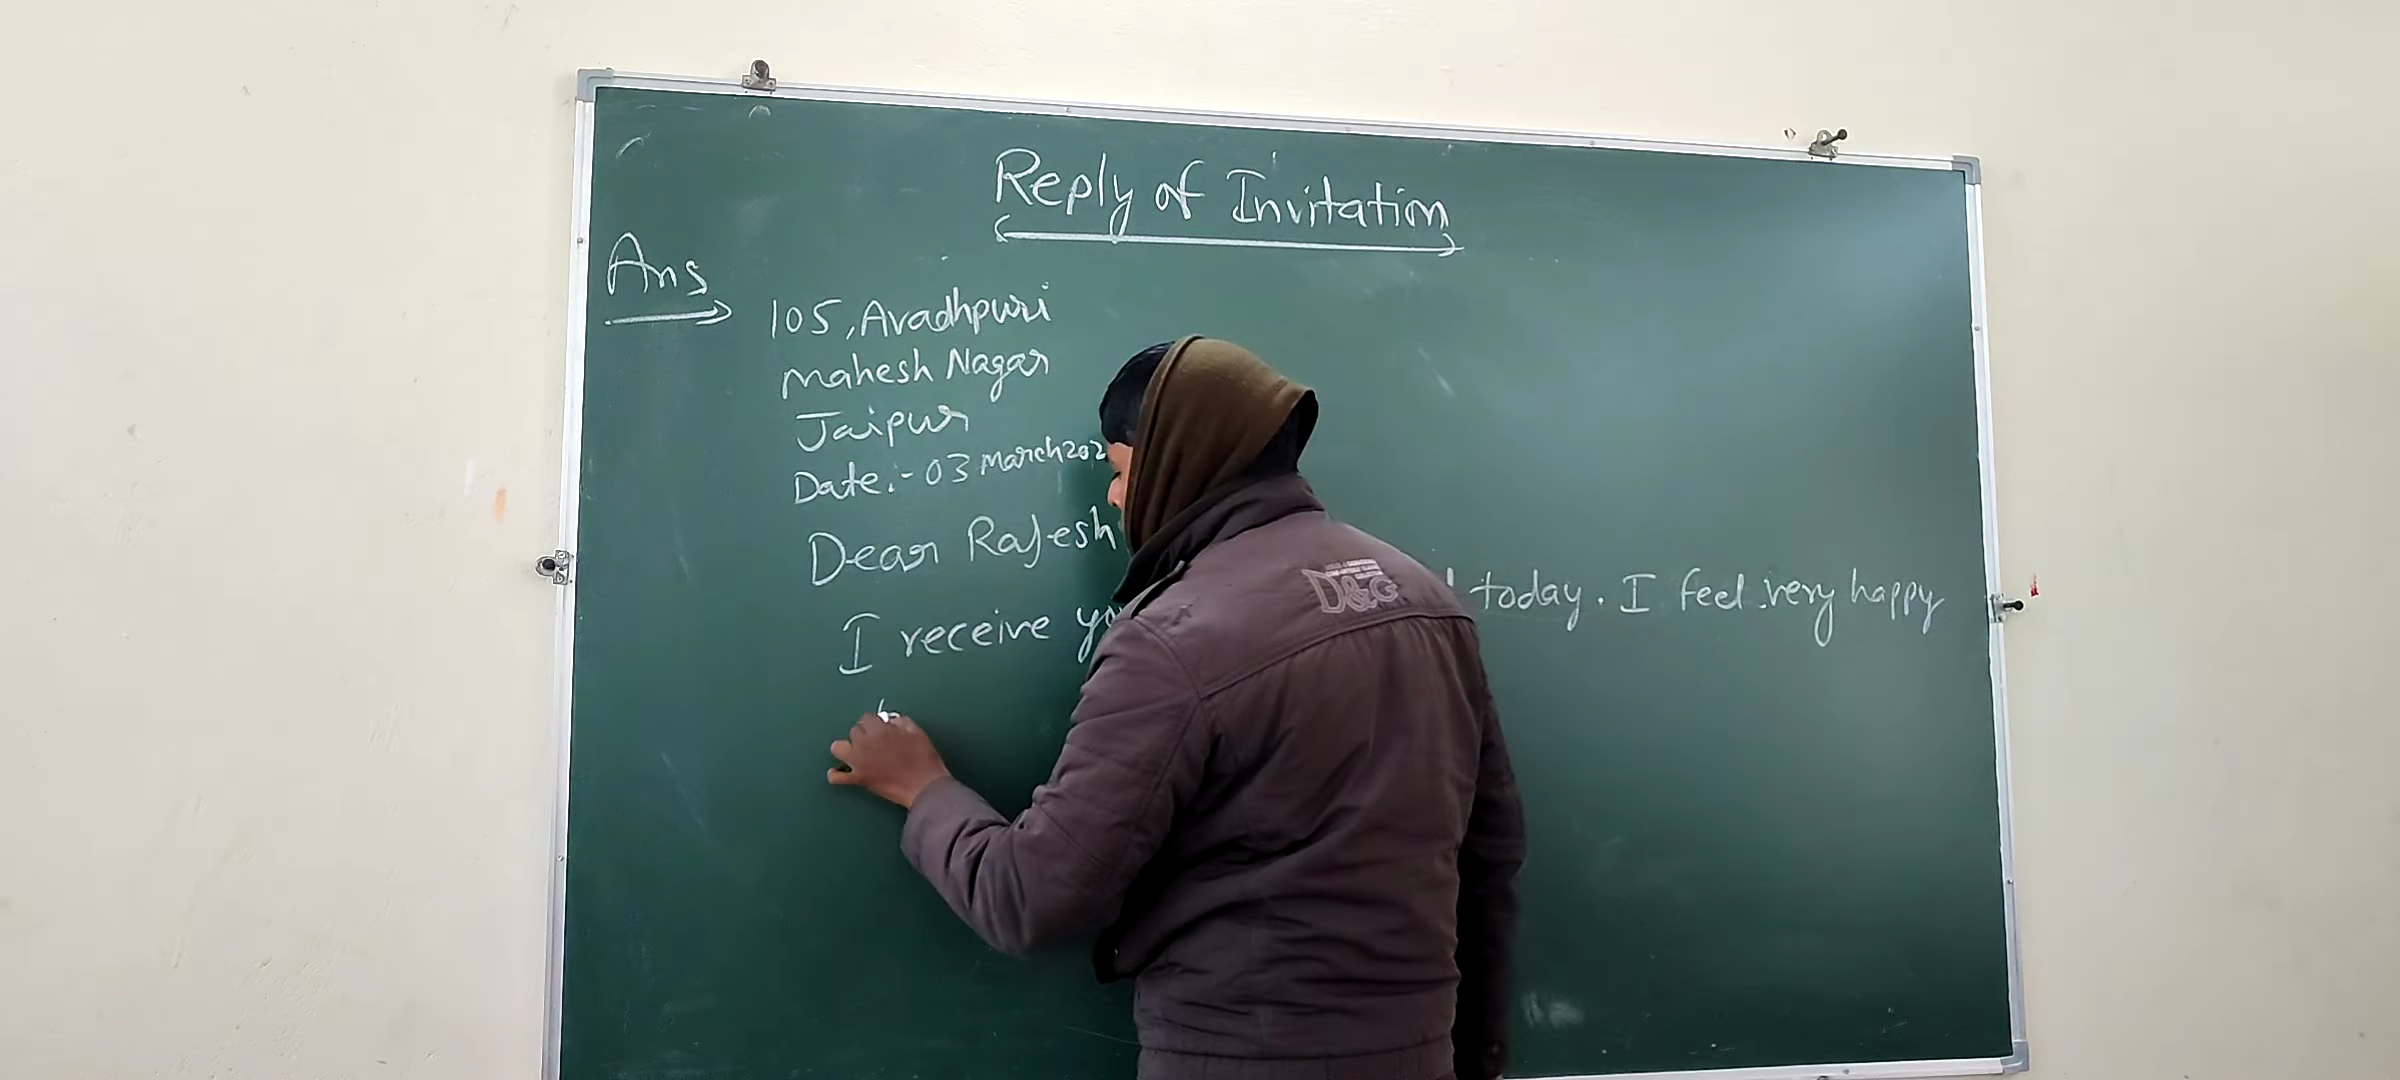 Reply of Invitation
Ans
105, Avadhpuri
Mahesh Nagar
Jaipur
Date:- 03 March 202
Dear Rajesh
I receive today. I feel very happy
D&G